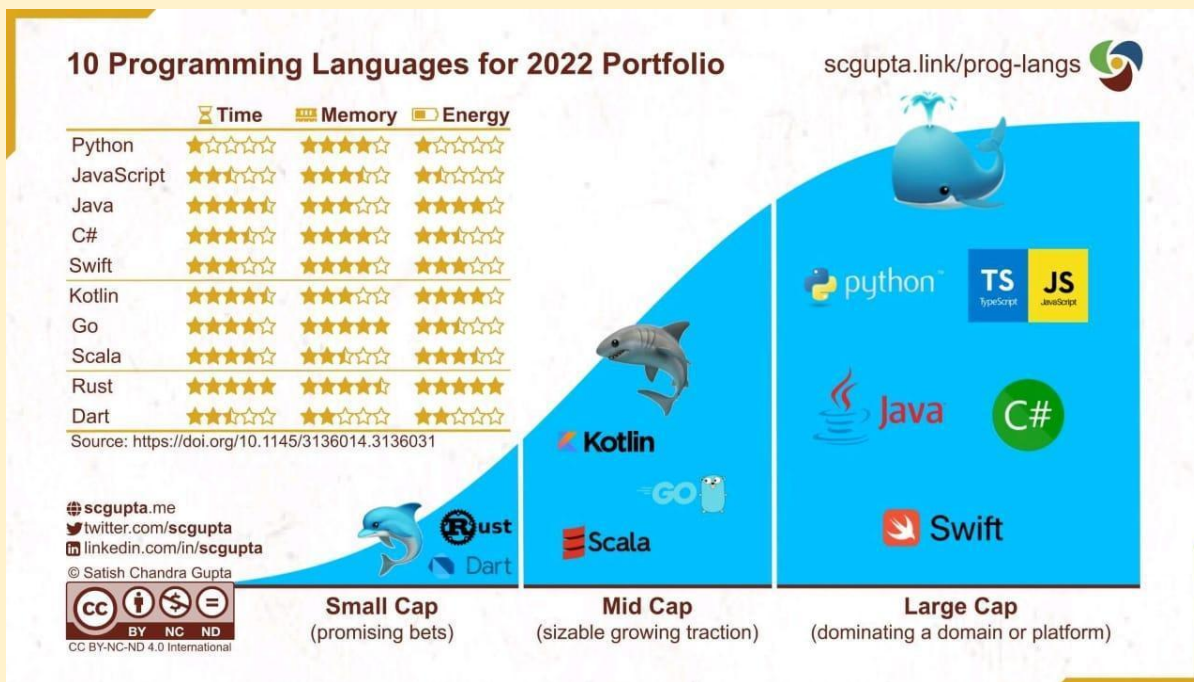 10 Programming Languages for 2022 Portfolio
scgupta.link/prog-langs
Time Memory Energy
Python
JavaScript
Java
C#
Swift
Kotlin
Go
Scala
Rust
Dart
Source: https://doi.org/10.1145/3136014.3136031
scgupta.me
twitter.com/scgupta
linkedin.com/in/scgupta
© Satish Chandra Gupta
cc
BY NC ND
CC BY-NC-ND 4.0 International
Rust
Dart
Small Cap
(promising bets)
Kotlin
GO
Scala
Mid Cap
(sizable growing traction)
python™
TS
TypeScript
JS
JavaScript
Java
C#
Swift
Large Cap
(dominating a domain or platform)